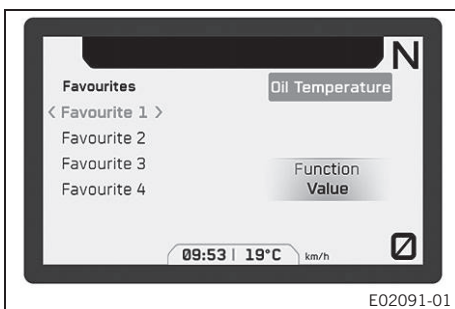 N
Favourites
Oil Temperature
< Favourite 1 >
Favourite 2
Favourite 3
Favourite 4
Function
Value
09:53 | 19°C
km/h
0
E02091-01